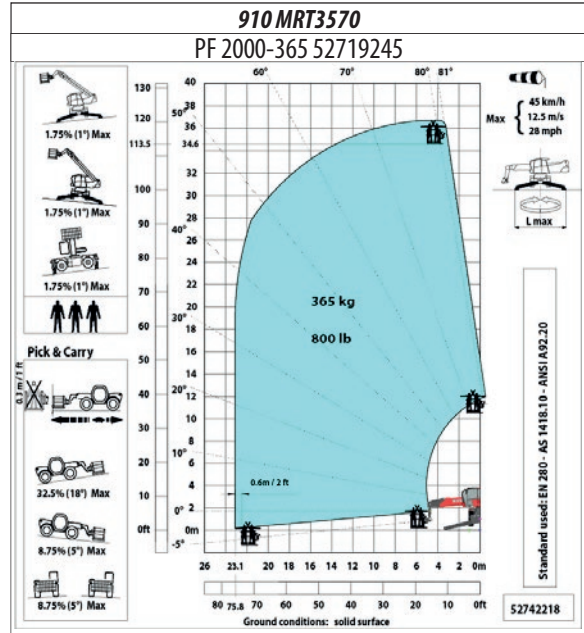 910 MRT3570
PF 2000-365 52719245
1.75% (1°) Max
1.75% (1°) Max
1.75% (1°) Max
Pick & Carry
0.3 m / 1 ft
32.5% (18°) Max
8.75% (5°) Max
8.75% (5°) Max
130
120
113.5
100
90
80
70
60
50
40
30
20
10
0ft
40
38
36
34.6
32
30
28
26
24
22
20
18
16
14
12
10
8
6
4
2
0m
60°
70°
80°
81°
50°
40°
30°
20°
10°
0°
-5°
365 kg
800 lb
0.6m / 2 ft
26 23.1 20 18 16 14 12 10 8 6 4 2 0m
80 75.8 70 60 50 40 30 20 10 0ft
Ground conditions: solid surface
Max
45 km/h
12.5 m/s
28 mph
L max
Standard used: EN 280 - AS 1418.10 - ANSI A92.20
52742218